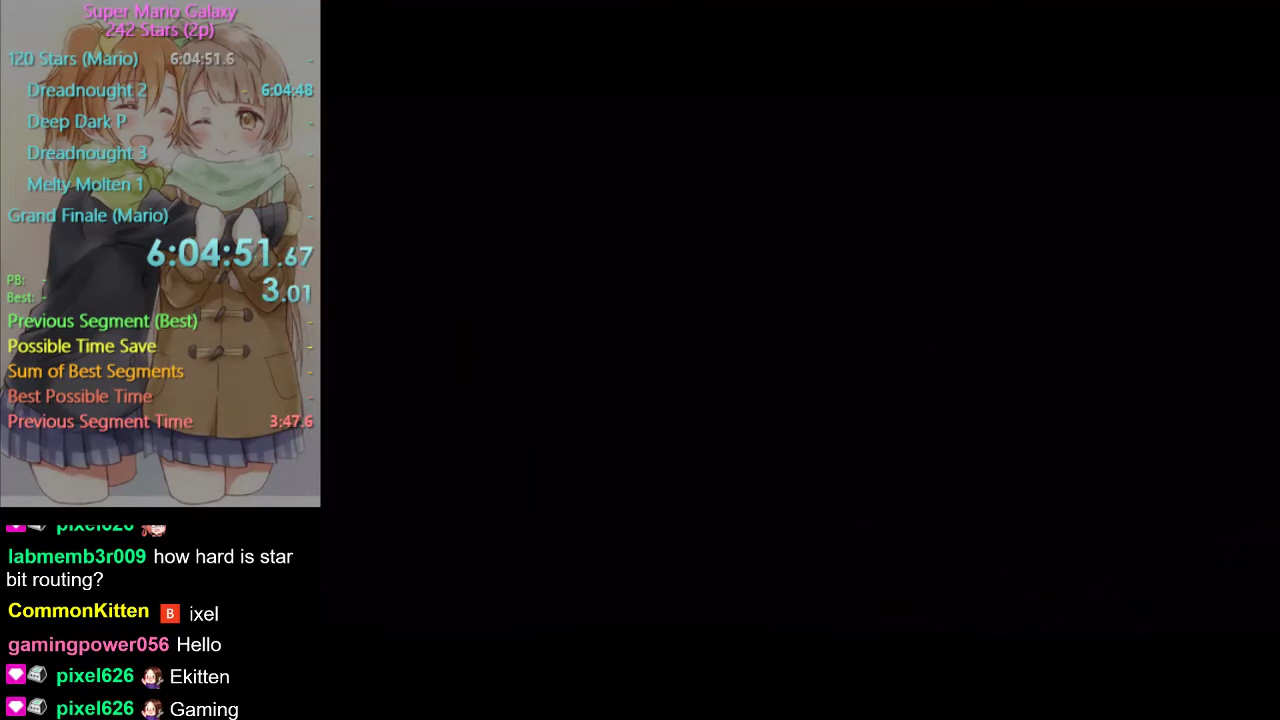 Super Mario Galaxy
242 Stars (2p)
120 Stars (Mario) 6:04:51.6 -
Dreadnought 2 - 6:04:48
Deep Dark P -
Dreadnought 3 -
Melty Molten 1 -
Grand Finale (Mario) -
6:04:51.67
PB: -
Best: - 3.01
Previous Segment (Best) -
Possible Time Save -
Sum of Best Segments -
Best Possible Time -
Previous Segment Time 3:47.6
pixel626
labmemb3r009 how hard is star
bit routing?
CommonKitten B ixel
gamingpower056 Hello
pixel626 Ekitten
pixel626 Gaming